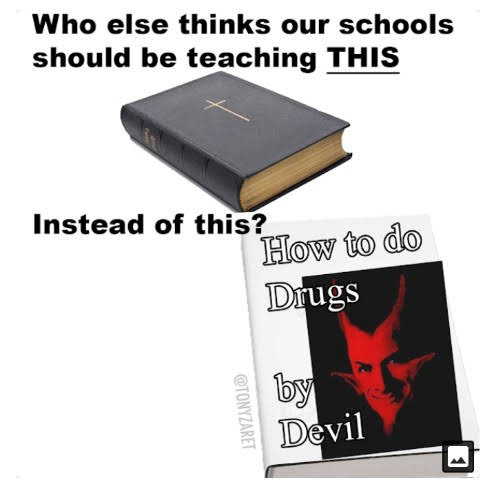 Who else thinks our schools
should be teaching THIS
Instead of this?
How to do
Drugs
by
Devil
@TONYZARET